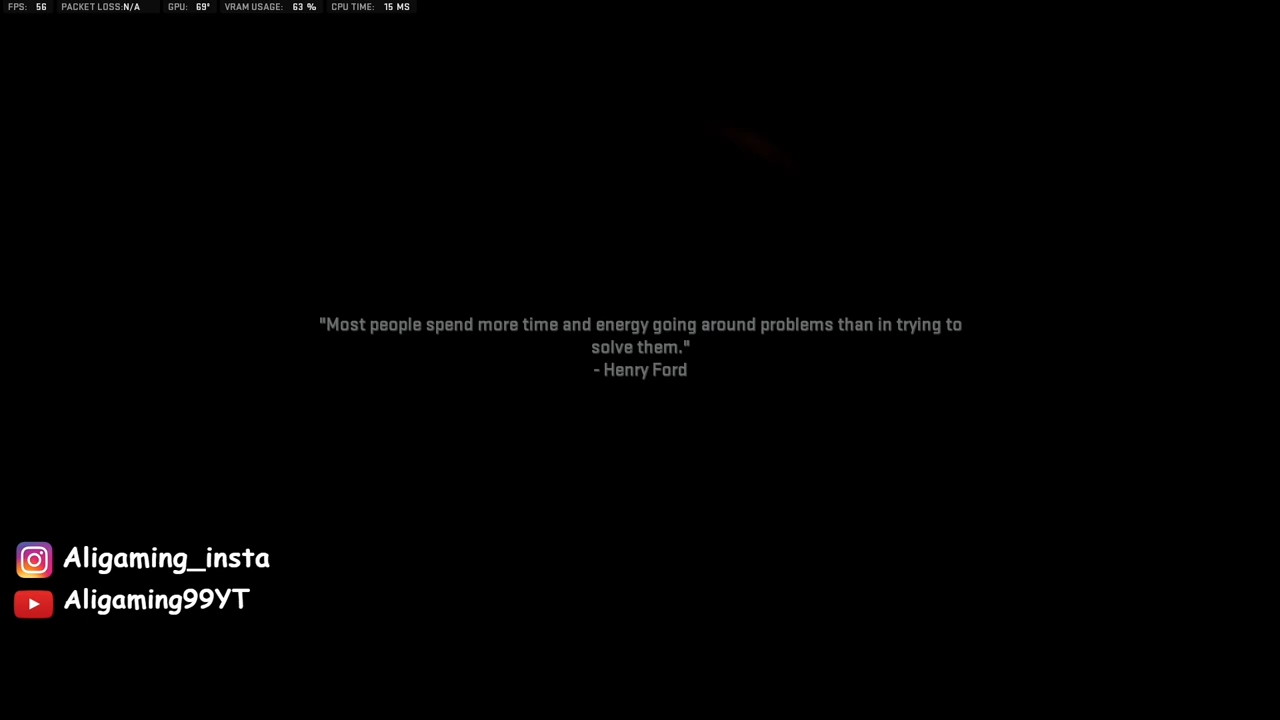 FPS: 56 PACKET LOSS:N/A GPU: 69° VRAM USAGE: 63 % CPU TIME: 15 MS
"Most people spend more time and energy going around problems than in trying to
solve them."
- Henry Ford
Aligaming_insta
Aligaming99YT